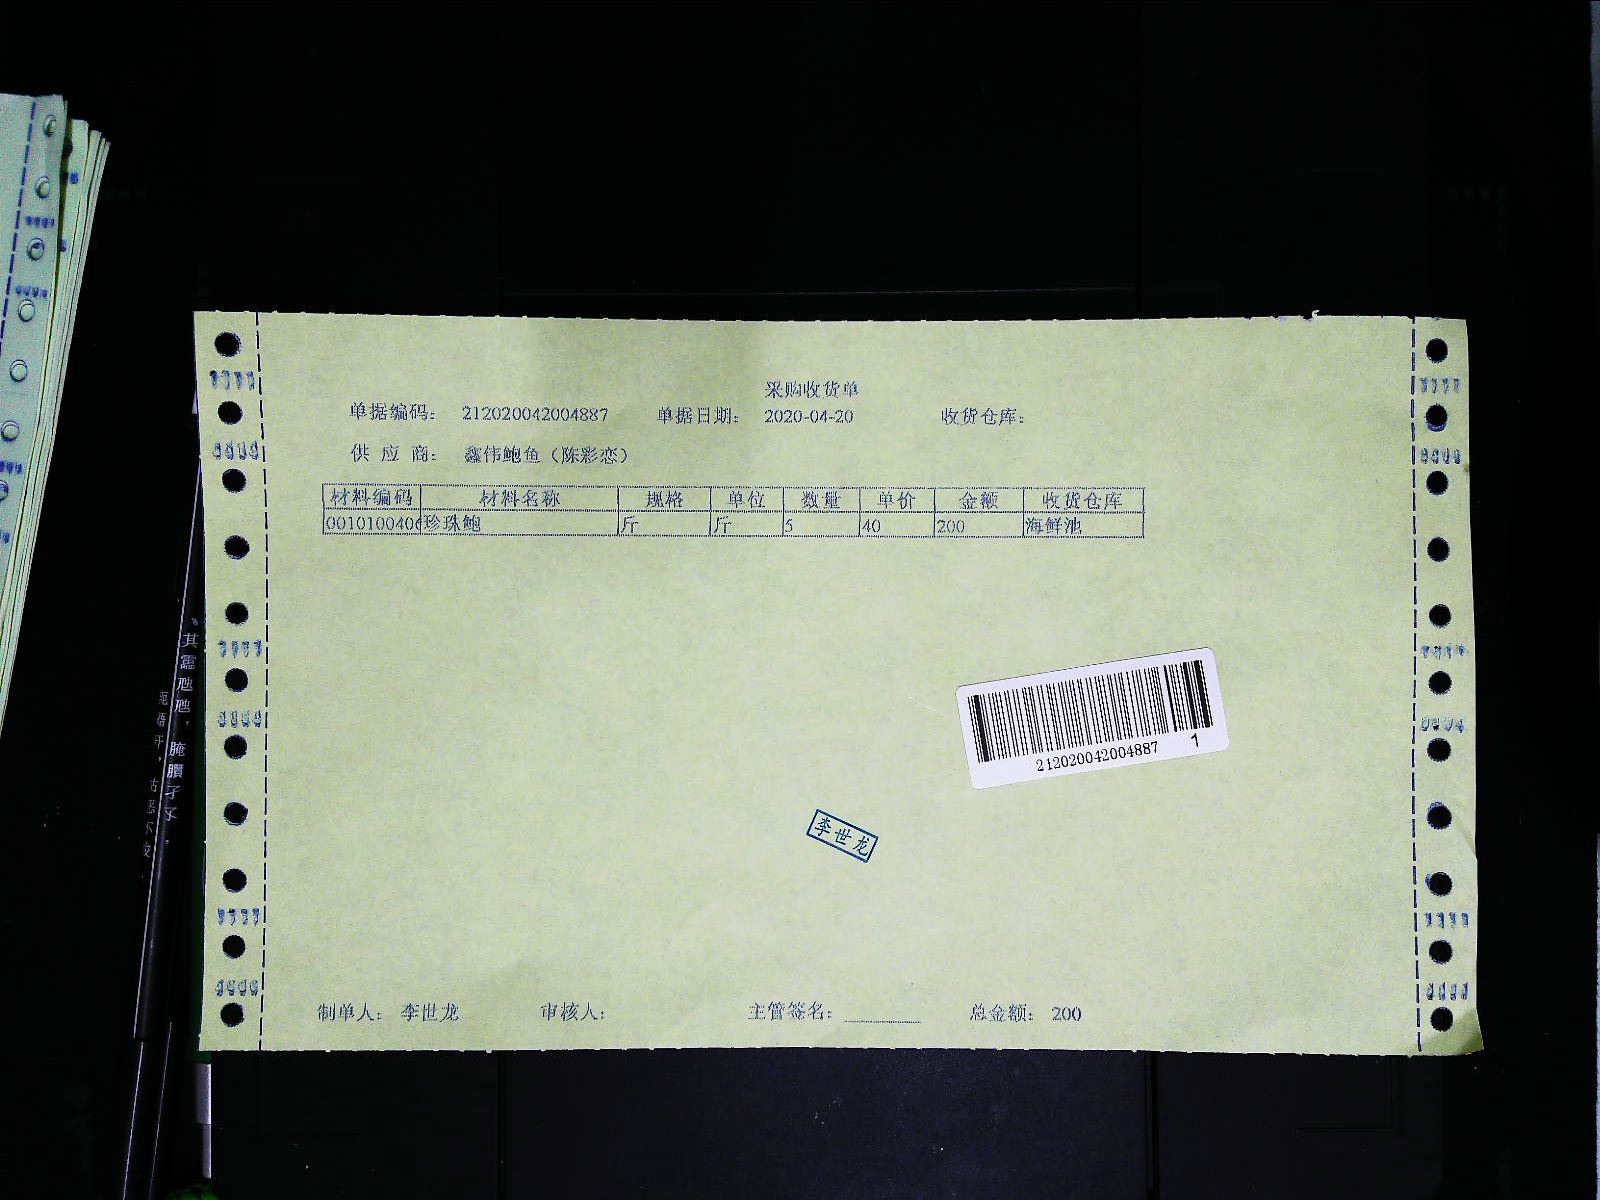 采购收货单
单据编码: 212020042004887 单据日期: 2020-04-20 收货仓库:
供 应 商: 鑫伟鲍鱼 (陈彩恋)
材料编码 材料名称 规格 单位 数量 单价 金额 收货仓库
0010100406 珍珠鲍 斤 斤 5 40 200 海鲜池
212020042004887 1
李世龙
制单人: 李世龙 审核人: 主管签名: 总金额: 200